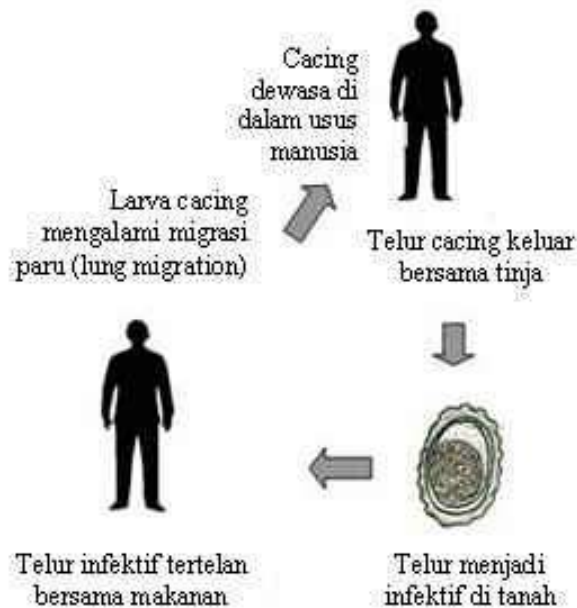 Cacing
dewasa di
dalam usus
manusia
Larva cacing
mengalami migrasi
paru (lung migration)
Telur cacing keluar
bersama tinja
Telur infektif tertelan
bersama makanan
Telur menjadi
infektif di tanah